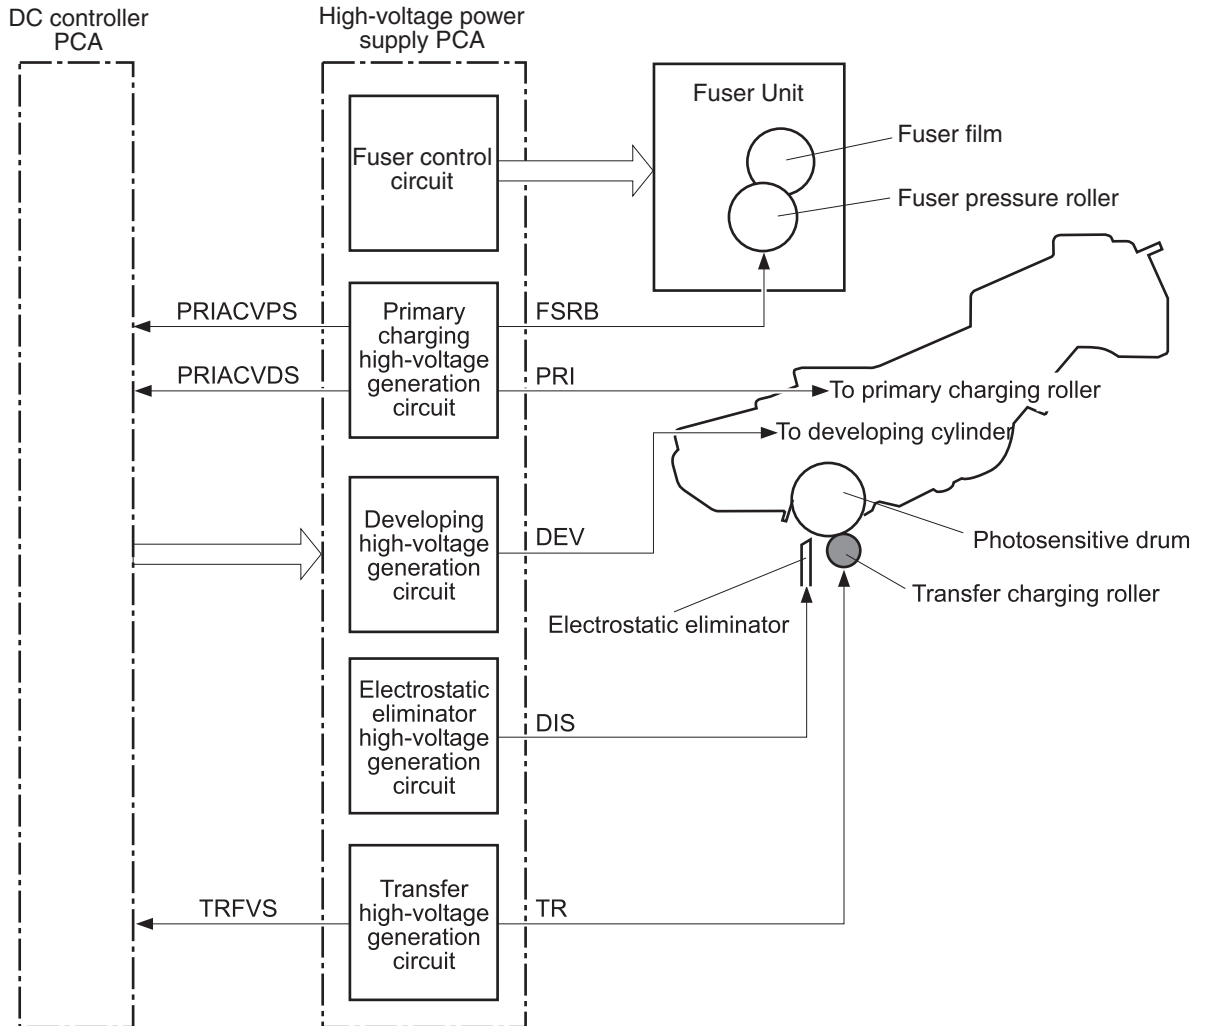 DC controller
PCA
High-voltage power
supply PCA
Fuser Unit
Fuser control
circuit
Fuser film
Fuser pressure roller
PRIACVPS
PRIACVDS
Primary
charging
high-voltage
generation
circuit
FSRB
PRI
To primary charging roller
To developing cylinder
Developing
high-voltage
generation
circuit
DEV
Photosensitive drum
Transfer charging roller
Electrostatic eliminator
Electrostatic
eliminator
high-voltage
generation
circuit
DIS
TRFVS
Transfer
high-voltage
generation
circuit
TR